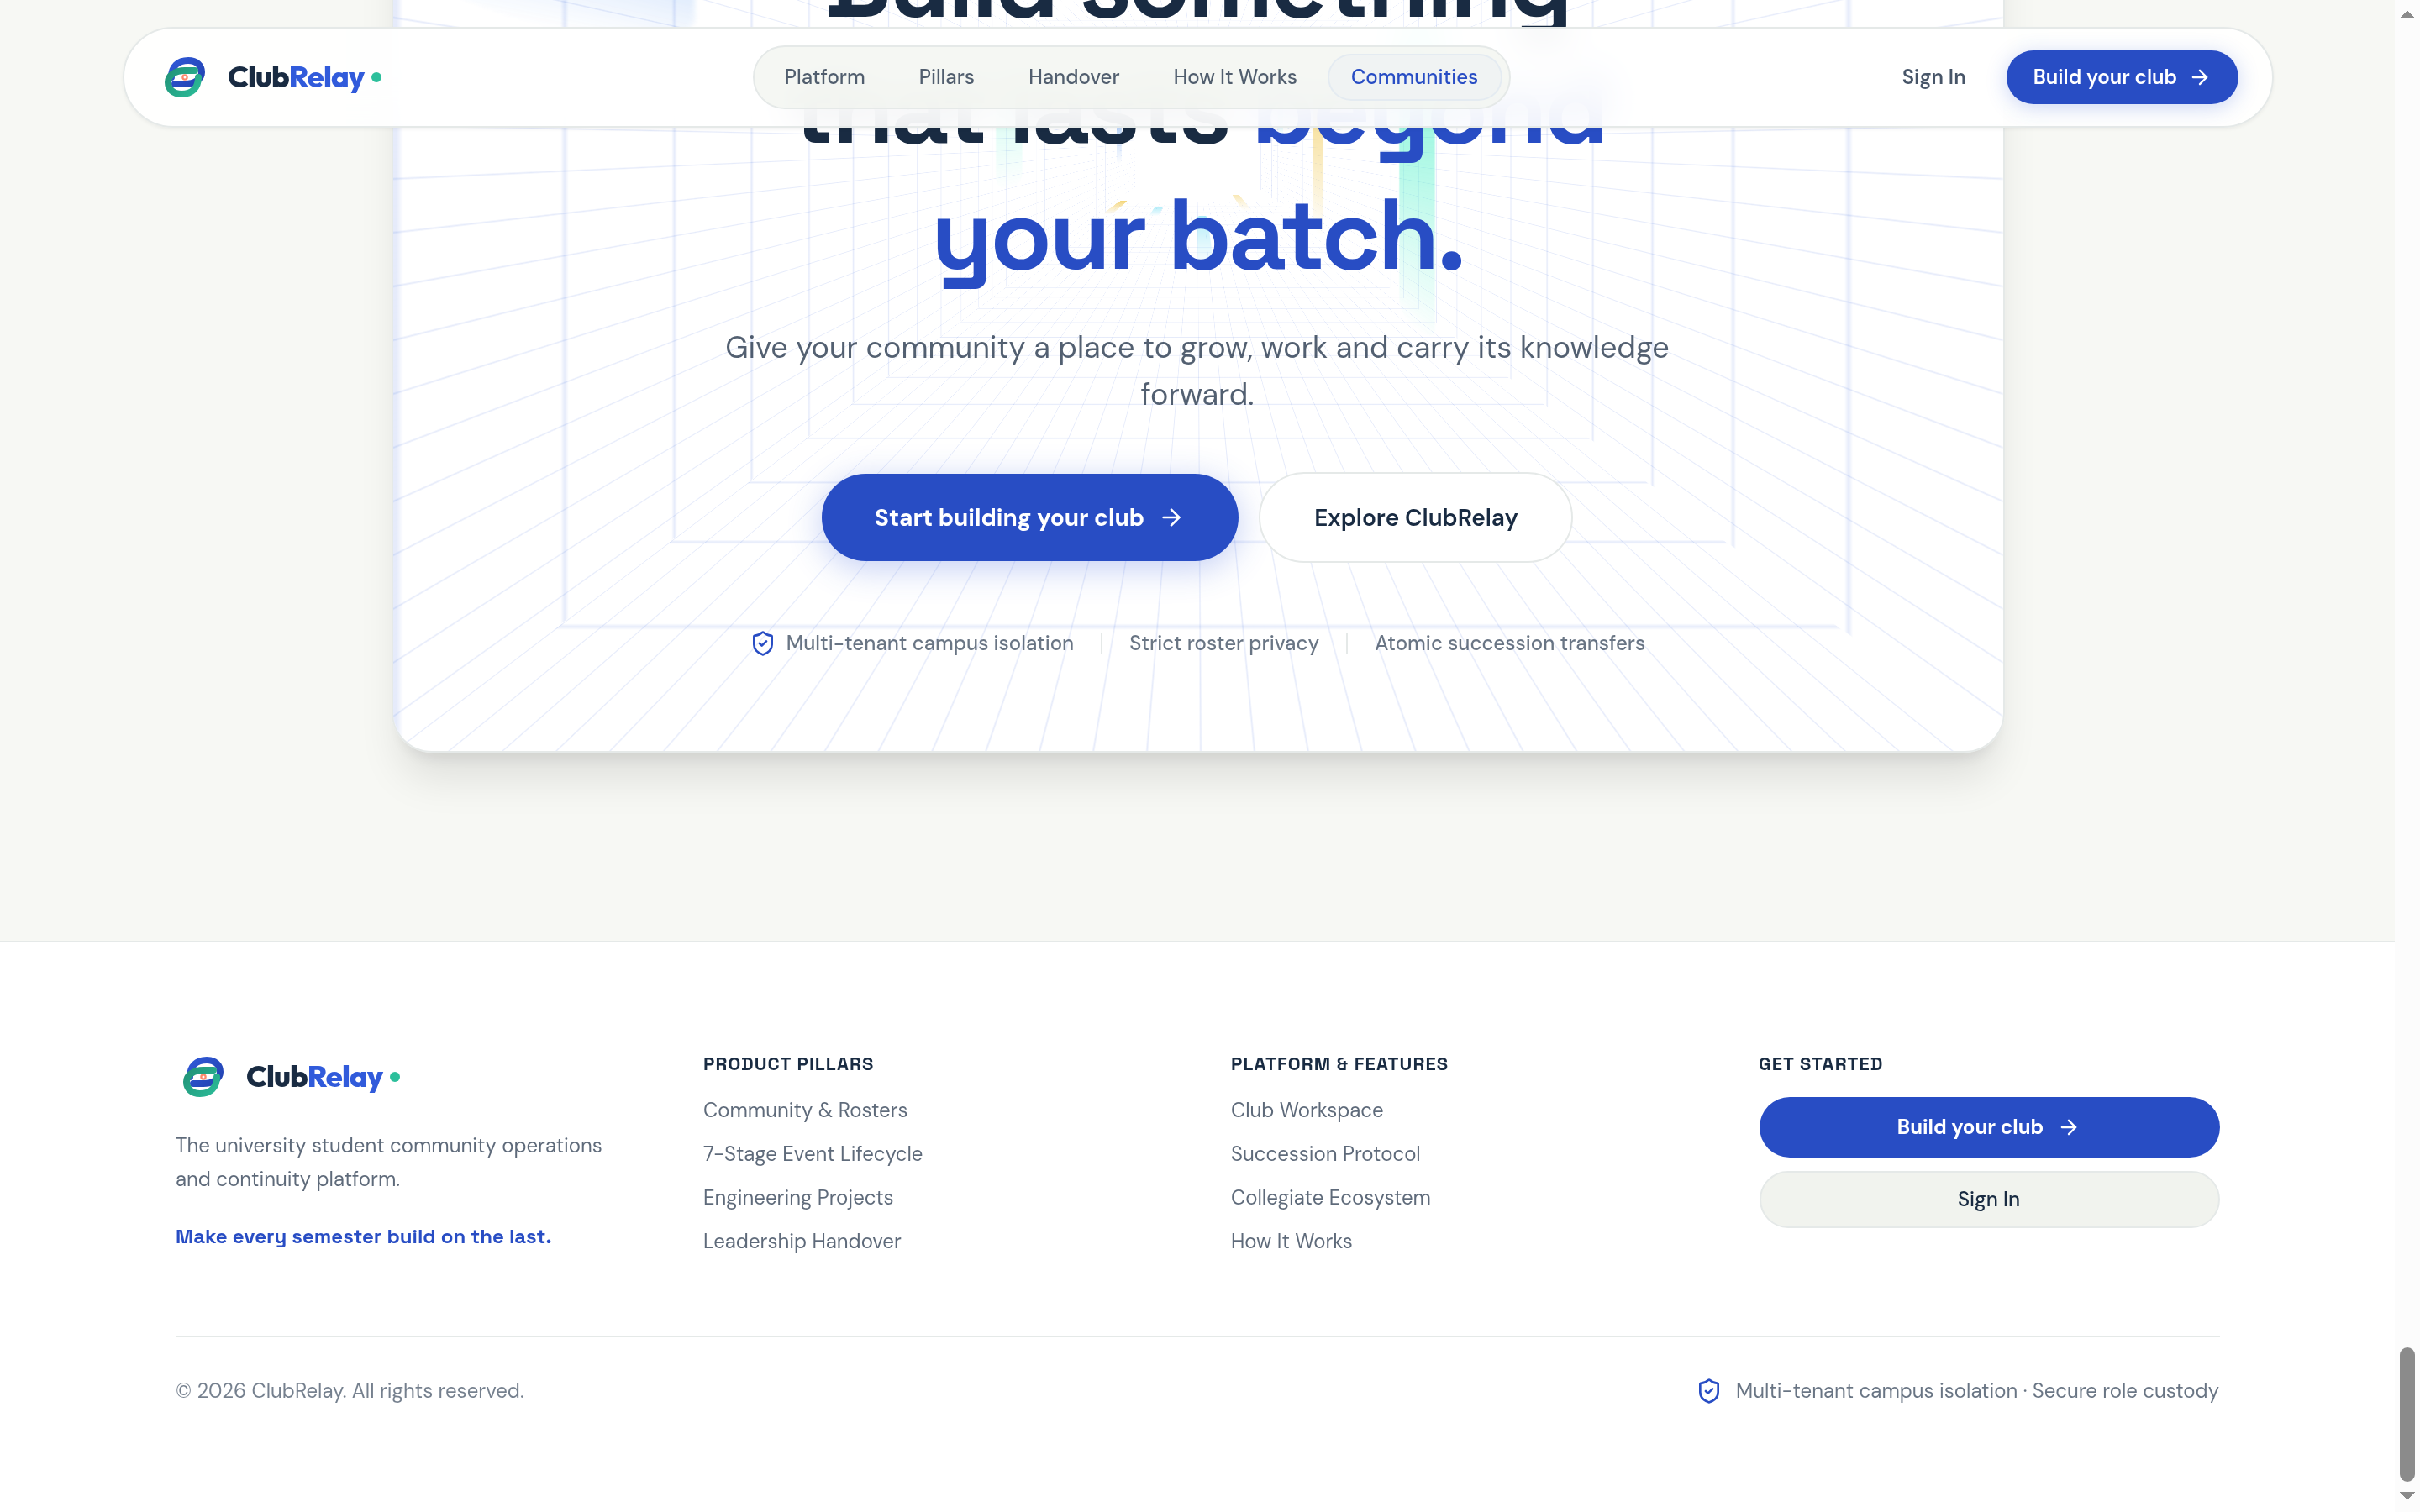 Build something
ClubRelay
Platform
Pillars
Handover
How It Works
Communities
Sign In
Build your club
that lasts beyond
your batch.
Give your community a place to grow, work and carry its knowledge
forward.
Start building your club
Explore ClubRelay
Multi-tenant campus isolation
Strict roster privacy
Atomic succession transfers
ClubRelay
The university student community operations
and continuity platform.
Make every semester build on the last.
PRODUCT PILLARS
Community & Rosters
7-Stage Event Lifecycle
Engineering Projects
Leadership Handover
PLATFORM & FEATURES
Club Workspace
Succession Protocol
Collegiate Ecosystem
How It Works
GET STARTED
Build your club
Sign In
© 2026 ClubRelay. All rights reserved.
Multi-tenant campus isolation · Secure role custody